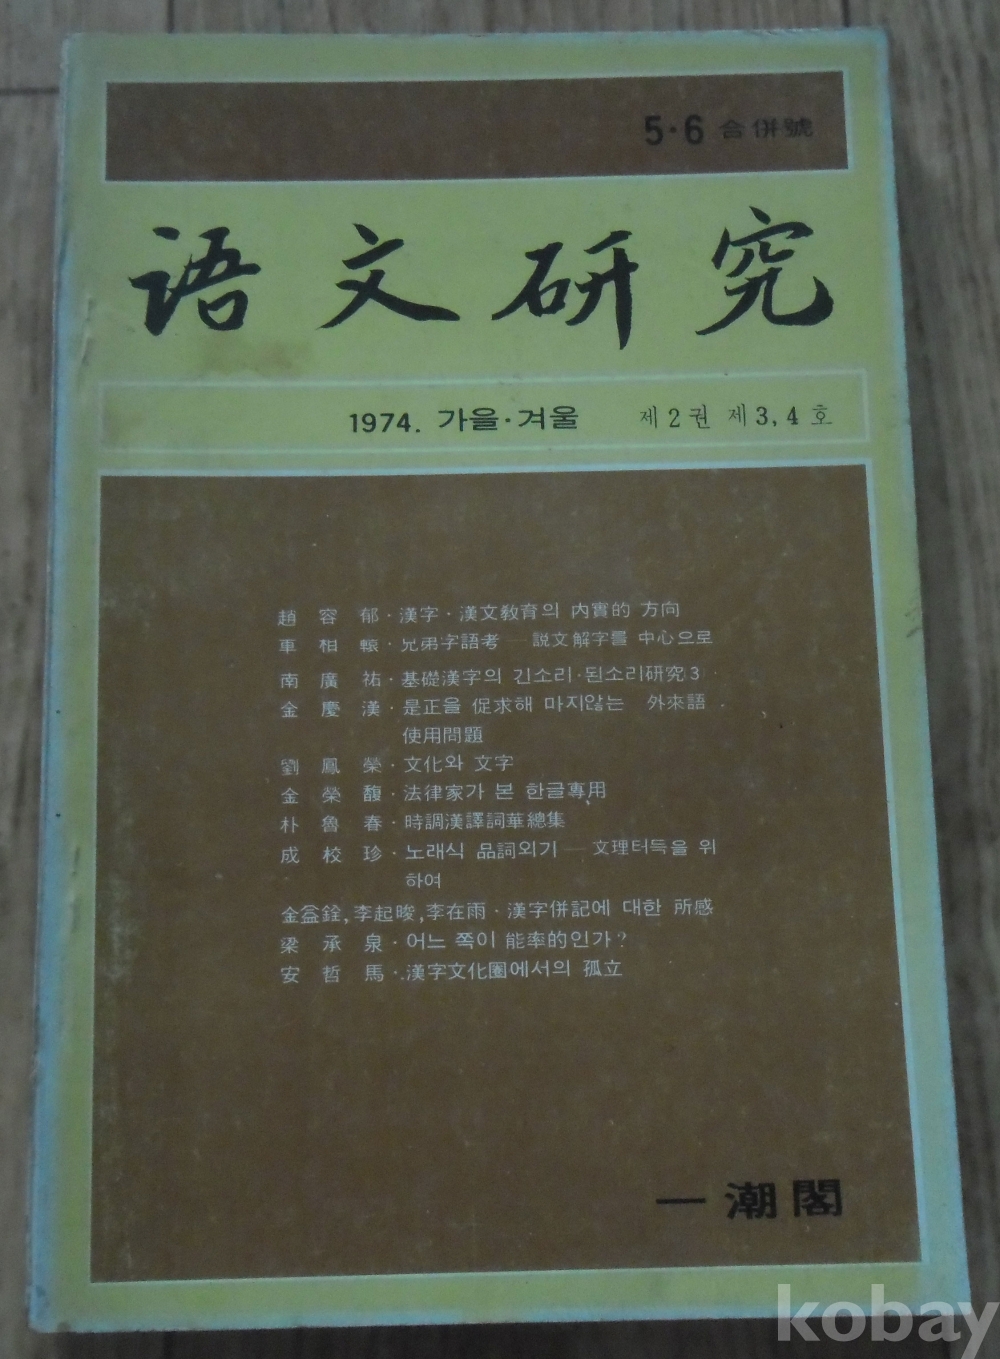 5·6 合併號
语文研究
1974. 가을·겨울 제2권 제3,4호
趙容郁·漢字·漢文敎育의 內實的 方向
車相轅·兄弟字語考―說文解字를 中心으로
南廣祐·基礎漢字의 긴소리·된소리硏究(3)
金慶漢·是正을 促求해 마지않는 外來語
使用問題
劉鳳榮·文化와 文字
金榮馥·法律家가 본 한글專用
朴魯春·時調漢譯詞華總集
成校珍·노래식 品詞외기―文理터득을 위
하여
金益銓,李起晙,李在雨·漢字倂記에 대한 所感
梁承泉·어느 쪽이 能率的인가?
安哲馬·漢字文化圈에서의 孤立
一潮閣
kobay